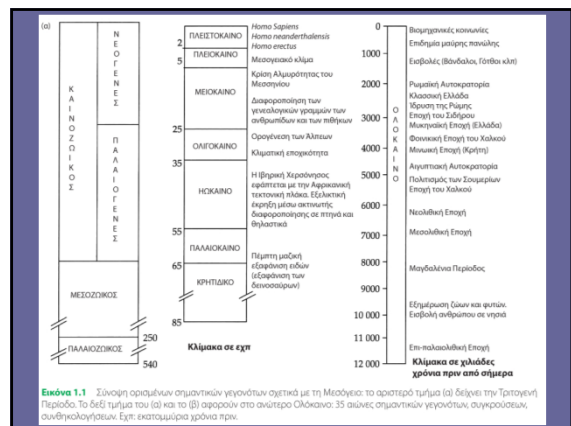 (α)
ΚΑΙΝΟΖΩΙΚΟΣ
ΝΕΟΓΕΝΕΣ
ΠΑΛΑΙΟΓΕΝΕΣ
ΜΕΣΟΖΩΙΚΟΣ
250
ΠΑΛΑΙΟΖΩΙΚΟΣ
540
ΠΛΕΙΣΤΟΚΑΙΝΟ
2
ΠΛΕΙΟΚΑΙΝΟ
5
ΜΕΙΟΚΑΙΝΟ
25
ΟΛΙΓΟΚΑΙΝΟ
35
ΗΩΚΑΙΝΟ
55
ΠΑΛΑΙΟΚΑΙΝΟ
65
ΚΡΗΤΙΔΙΚΟ
85
Homo Sapiens
Homo neanderthalensis
Homo erectus
Μεσογειακό κλίμα
Κρίση Αλμυρότητας του
Μεσσηνίου
Διαφοροποίηση των
γενεαλογικών γραμμών των
ανθρωπίδων και των πιθήκων
Ορογένεση των Άλπεων
Κλιματική εποχικότητα
Η Ιβηρική Χερσόνησος
εφάπτεται με την Αφρικανική
τεκτονική πλάκα. Εξελικτική
έκρηξη μέσω ακτινωτής
διαφοροποίησης σε πτηνά και
θηλαστικά
Πέμπτη μαζική
εξαφάνιση ειδών
(εξαφάνιση των
δεινοσαύρων)
Κλίμακα σε εχπ
0
1000
2000
3000
4000
5000
6000
7000
8000
9000
10 000
11 000
12 000
ΟΛΟΚΑΙΝΟ
Βιομηχανικές κοινωνίες
Επιδημία μαύρης πανώλης
Εισβολές (Βάνδαλοι, Γότθοι κλπ)
Ρωμαϊκή Αυτοκρατορία
Κλασσική Ελλάδα
Ίδρυση της Ρώμης
Εποχή του Σιδήρου
Μυκηναϊκή Εποχή (Ελλάδα)
Φοινικική Εποχή του Χαλκού
Μινωική Εποχή (Κρήτη)
Αιγυπτιακή Αυτοκρατορία
Πολιτισμός των Σουμερίων
Εποχή του Χαλκού
Νεολιθική Εποχή
Μεσολιθική Εποχή
Μαγδαλένια Περίοδος
Εξημέρωση ζώων και φυτών.
Εισβολή ανθρώπου σε νησιά
Επι-παλαιολιθική Εποχή
Κλίμακα σε χιλιάδες
χρόνια πριν από σήμερα
Εικόνα 1.1 Σύνοψη ορισμένων σημαντικών γεγονότων σχετικά με τη Μεσόγειο: το αριστερό τμήμα (α) δείχνει την Τριτογενή
Περίοδο. Το δεξί τμήμα του (α) και το (β) αφορούν στο ανώτερο Ολόκαινο: 35 αιώνες σημαντικών γεγονότων, συγκρούσεων,
συνθηκολογήσεων. Εχπ: εκατομμύρια χρόνια πριν.